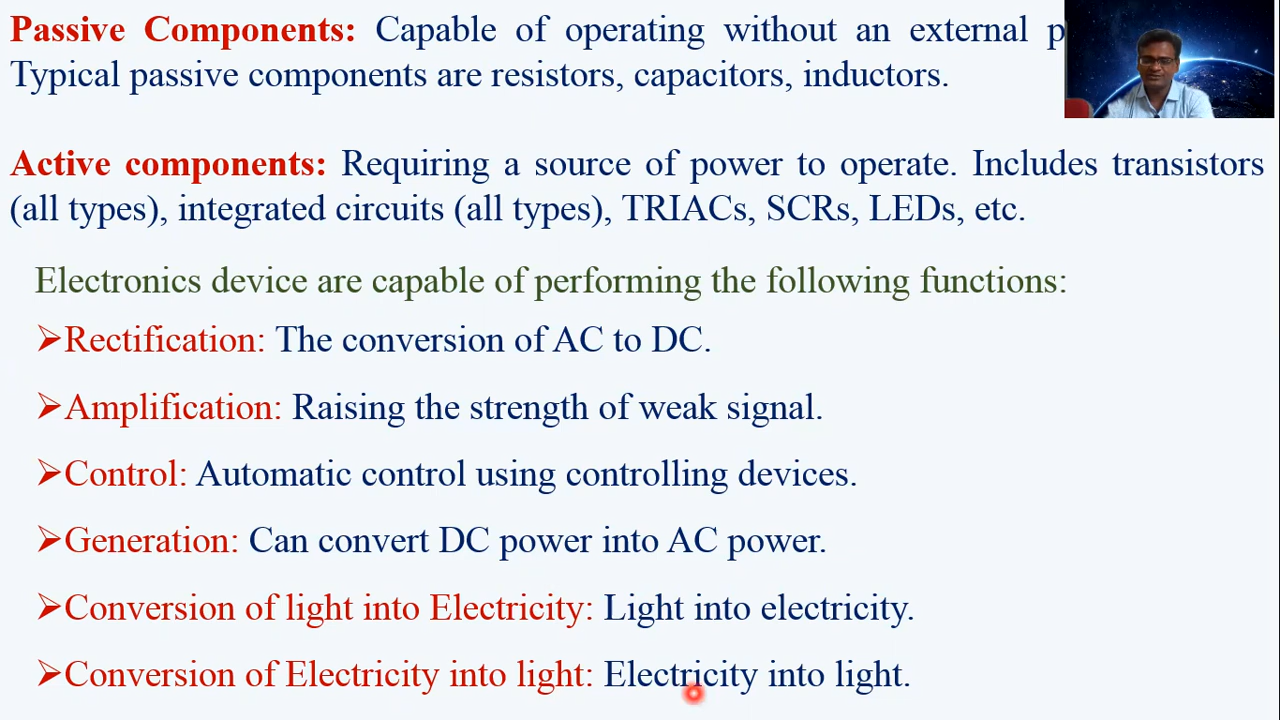 Passive Components: Capable of operating without an external
Typical passive components are resistors, capacitors, inductors.
Active components: Requiring a source of power to operate. Includes transistors
(all types), integrated circuits (all types), TRIACs, SCRs, LEDs, etc.
Electronics device are capable of performing the following functions:
➢Rectification: The conversion of AC to DC.
➢Amplification: Raising the strength of weak signal.
➢Control: Automatic control using controlling devices.
➢Generation: Can convert DC power into AC power.
➢Conversion of light into Electricity: Light into electricity.
➢Conversion of Electricity into light: Electricity into light.